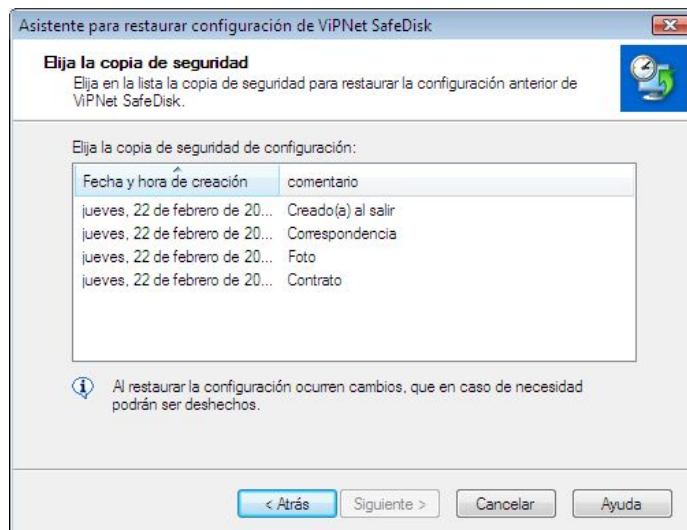 Asistente para restaurar configuración de ViPNet SafeDisk
Elija la copia de seguridad
Elija en la lista la copia de seguridad para restaurar la configuración anterior de
ViPNet SafeDisk.
Elija la copia de seguridad de configuración:
Fecha y hora de creación comentario
jueves, 22 de febrero de 20... Creado(a) al salir
jueves, 22 de febrero de 20... Correspondencia
jueves, 22 de febrero de 20... Foto
jueves, 22 de febrero de 20... Contrato
Al restaurar la configuración ocurren cambios, que en caso de necesidad
podrán ser deshechos.
< Atrás Siguiente > Cancelar Ayuda